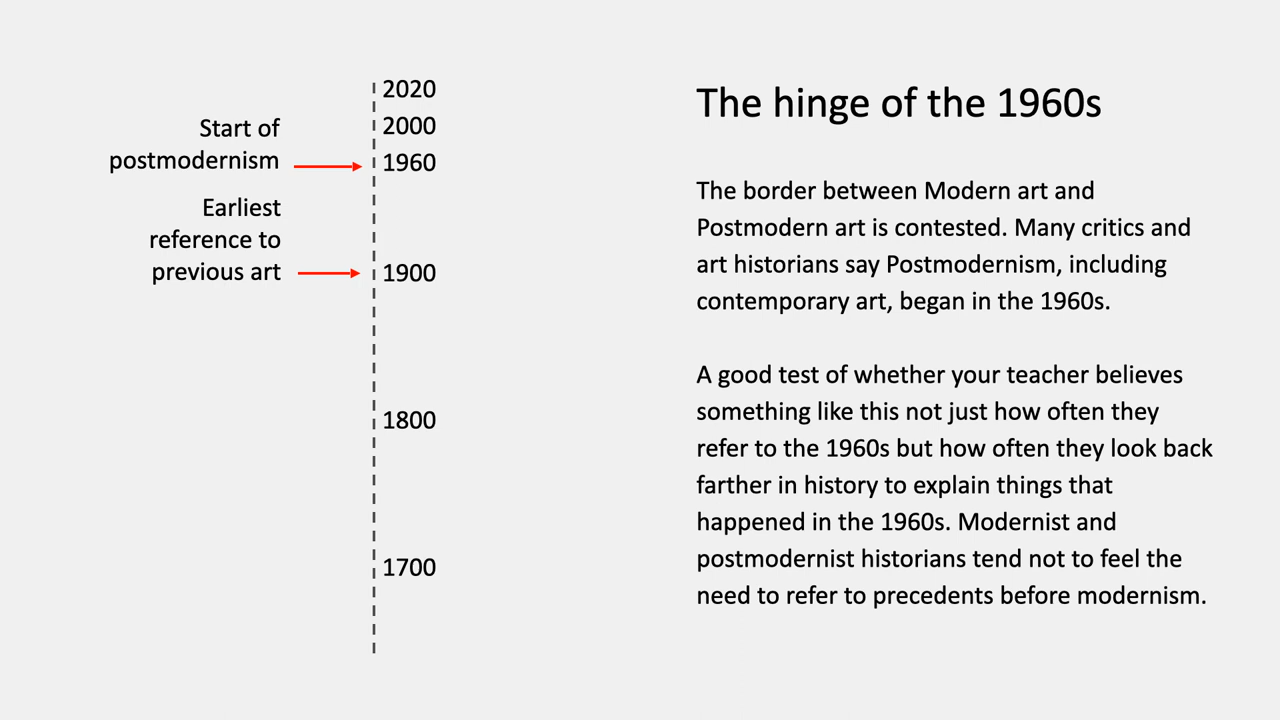 2020
Start of
2000
postmodernism
1960
Earliest
reference to
previous art
1900
1800
1700
The hinge of the 1960s
The border between Modern art and
Postmodern art is contested. Many critics and
art historians say Postmodernism, including
contemporary art, began in the 1960s.
A good test of whether your teacher believes
something like this not just how often they
refer to the 1960s but how often they look back
farther in history to explain things that
happened in the 1960s. Modernist and
postmodernist historians tend not to feel the
need to refer to precedents before modernism.